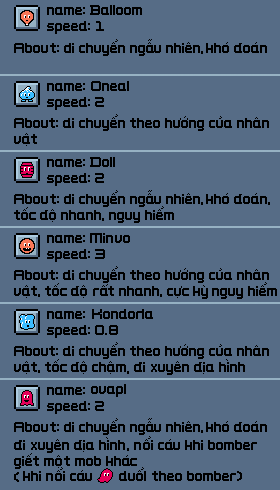 name: Balloom
speed: 1
About: di chuyển ngẫu nhiên,khó đoán
name: Oneal
speed: 2
About: di chuyển theo hướng của nhân
vật
name: Doll
speed: 2
About: di chuyển ngẫu nhiên,khó đoán,
tốc độ nhanh, nguy hiểm
name: Minvo
speed: 3
About: di chuyển theo hướng của nhân
vật, tốc độ rất nhanh, cực kỳ nguy hiểm
name: Kondoria
speed: 0.8
About: di chuyển theo hướng của nhân
vật, tốc độ chậm, đi xuyên địa hình
name: ovapi
speed: 2
About: di chuyển ngẫu nhiên,khó đoán
đi xuyên địa hình, nổi cáu khi bomber
giết một mob khác
( khi nổi cáu đuổi theo bomber)